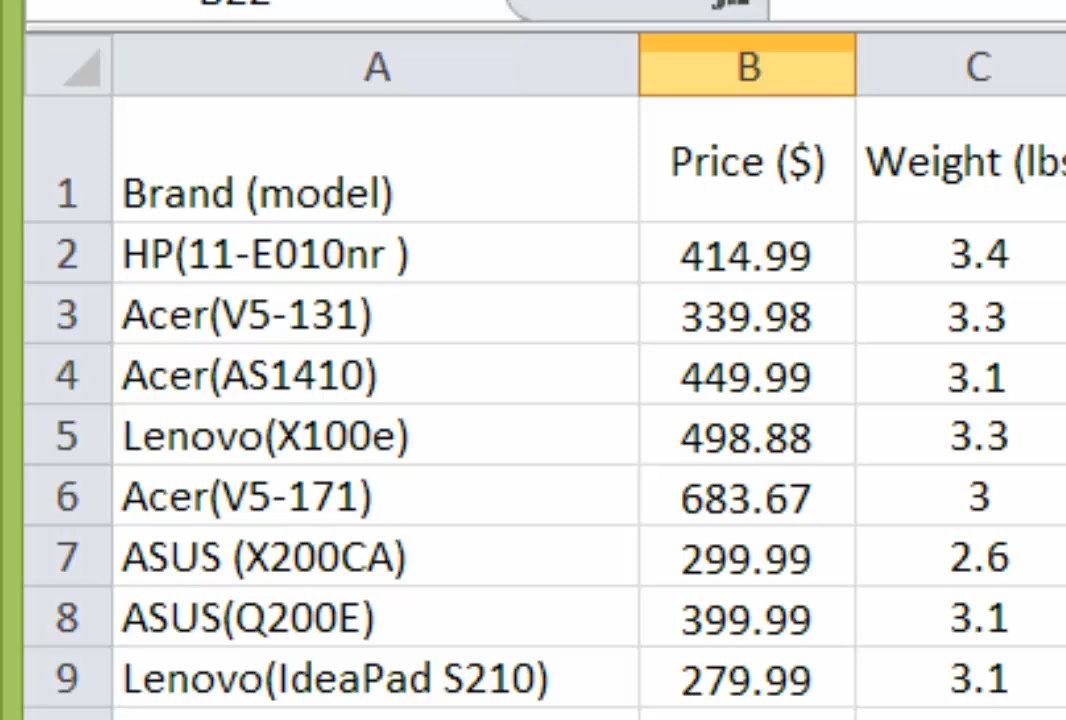 A B C
Price ($) Weight (lbs
1 Brand (model)
2 HP(11-E010nr ) 414.99 3.4
3 Acer(V5-131) 339.98 3.3
4 Acer(AS1410) 449.99 3.1
5 Lenovo(X100e) 498.88 3.3
6 Acer(V5-171) 683.67 3
7 ASUS (X200CA) 299.99 2.6
8 ASUS(Q200E) 399.99 3.1
9 Lenovo(IdeaPad S210) 279.99 3.1